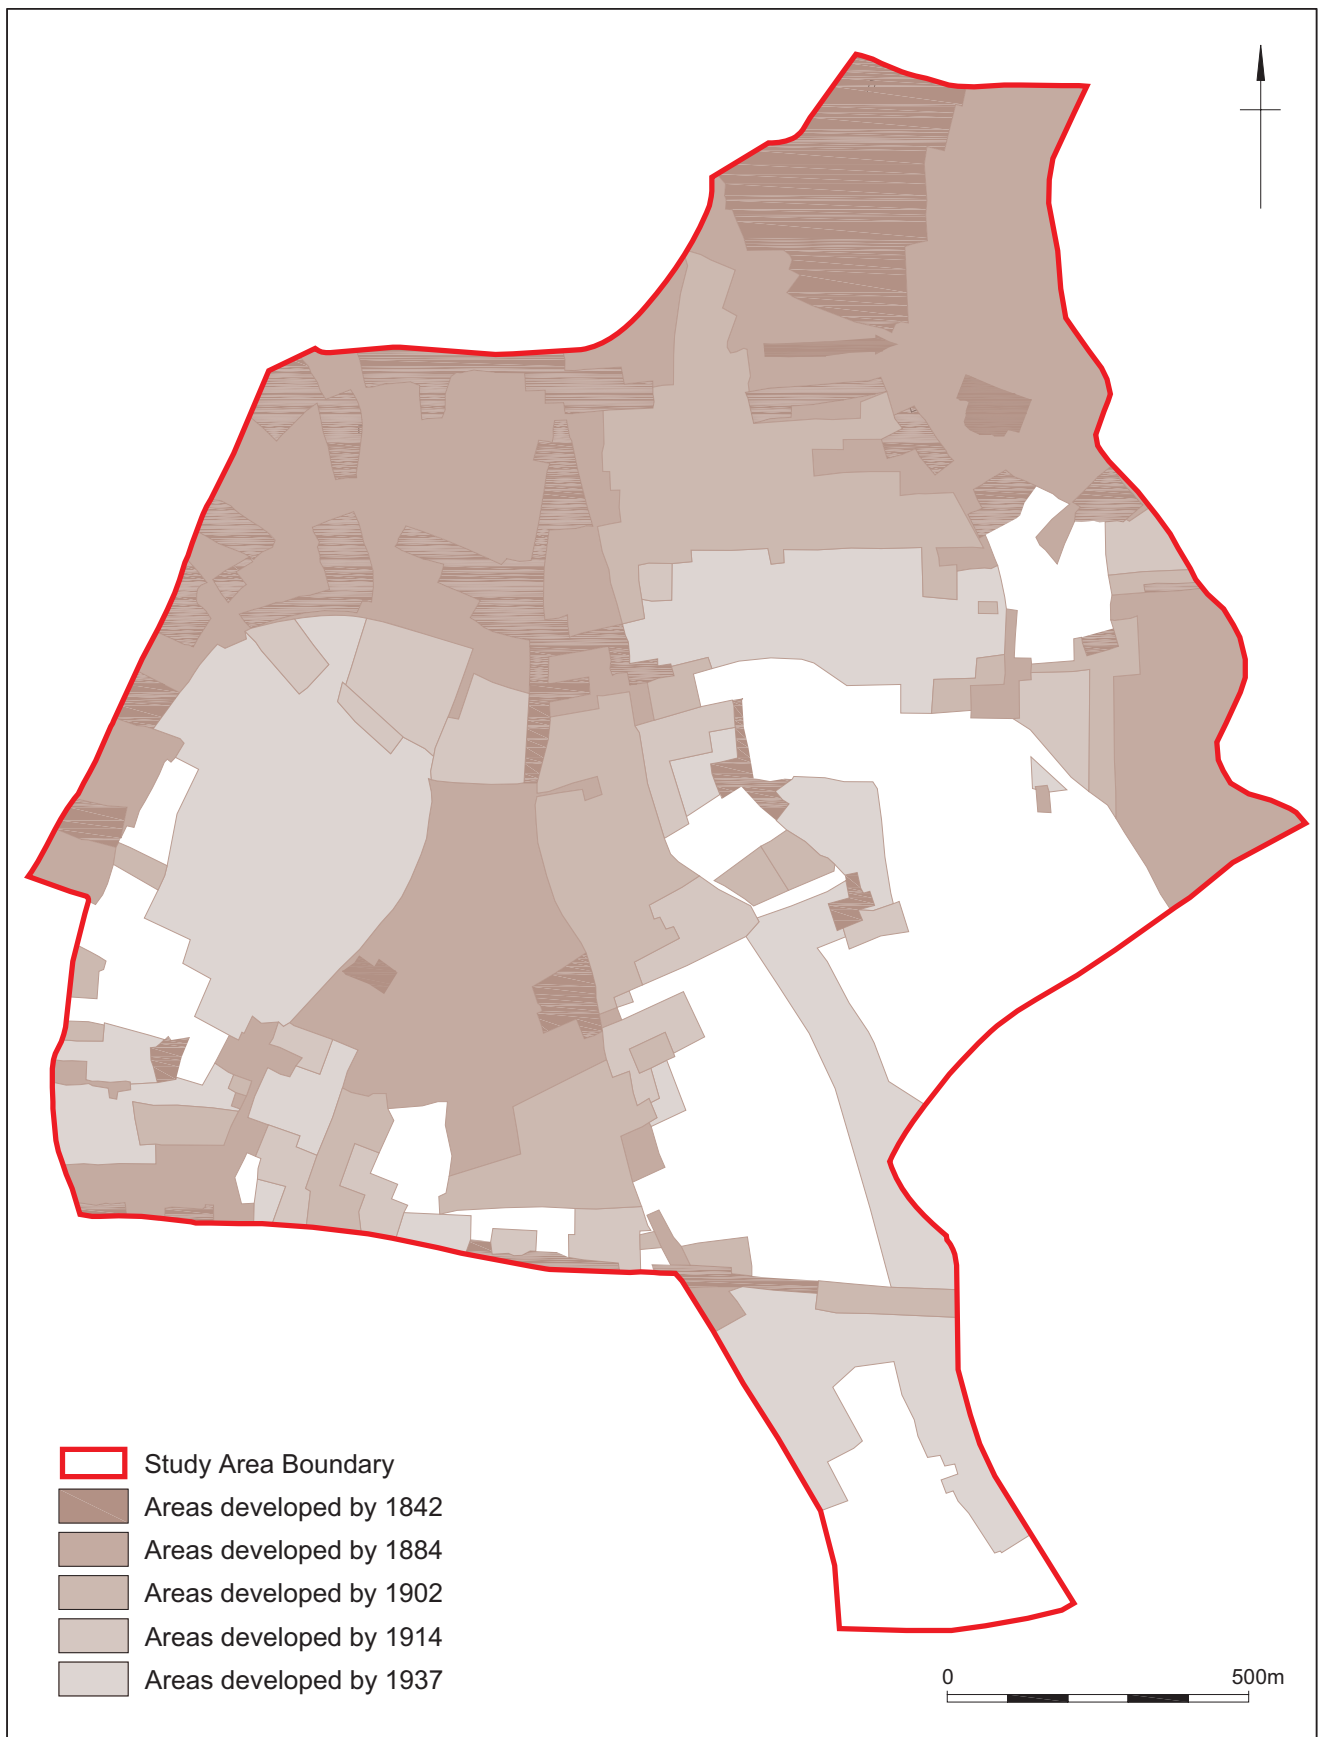 Study Area Boundary
Areas developed by 1842
Areas developed by 1884
Areas developed by 1902
Areas developed by 1914
Areas developed by 1937
0 500m